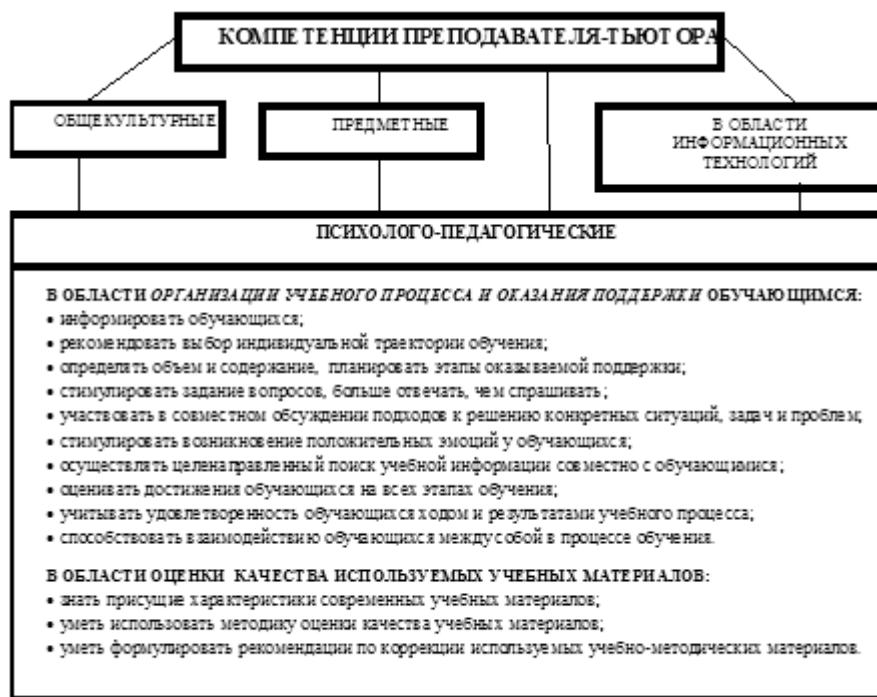 КОМПЕТЕНЦИИ ПРЕПОДАВАТЕЛЯ-ТЬЮТОРА
ОБЩЕКУЛЬТУРНЫЕ
ПРЕДМЕТНЫЕ
В ОБЛАСТИ
ИНФОРМАЦИОННЫХ
ТЕХНОЛОГИЙ
ПСИХОЛОГО-ПЕДАГОГИЧЕСКИЕ
В ОБЛАСТИ ОРГАНИЗАЦИИ УЧЕБНОГО ПРОЦЕССА И ОКАЗАНИЯ ПОДДЕРЖКИ ОБУЧАЮЩИМСЯ:
• информировать обучающихся;
• рекомендовать выбор индивидуальной траектории обучения;
• определять объем и содержание, планировать этапы оказываемой поддержки;
• стимулировать задание вопросов, больше отвечать, чем спрашивать;
• участвовать в совместном обсуждении подходов к решению конкретных ситуаций, задач и проблем;
• стимулировать возникновение положительных эмоций у обучающихся;
• осуществлять целенаправленный поиск учебной информации совместно с обучающимися;
• оценивать достижения обучающихся на всех этапах обучения;
• учитывать удовлетворенность обучающихся ходом и результатами учебного процесса;
• способствовать взаимодействию обучающихся между собой в процессе обучения.
В ОБЛАСТИ ОЦЕНКИ КАЧЕСТВА ИСПОЛЬЗУЕМЫХ УЧЕБНЫХ МАТЕРИАЛОВ:
• знать присущие характеристики современных учебных материалов;
• уметь использовать методику оценки качества учебных материалов;
• уметь формулировать рекомендации по коррекции используемых учебно-методических материалов.